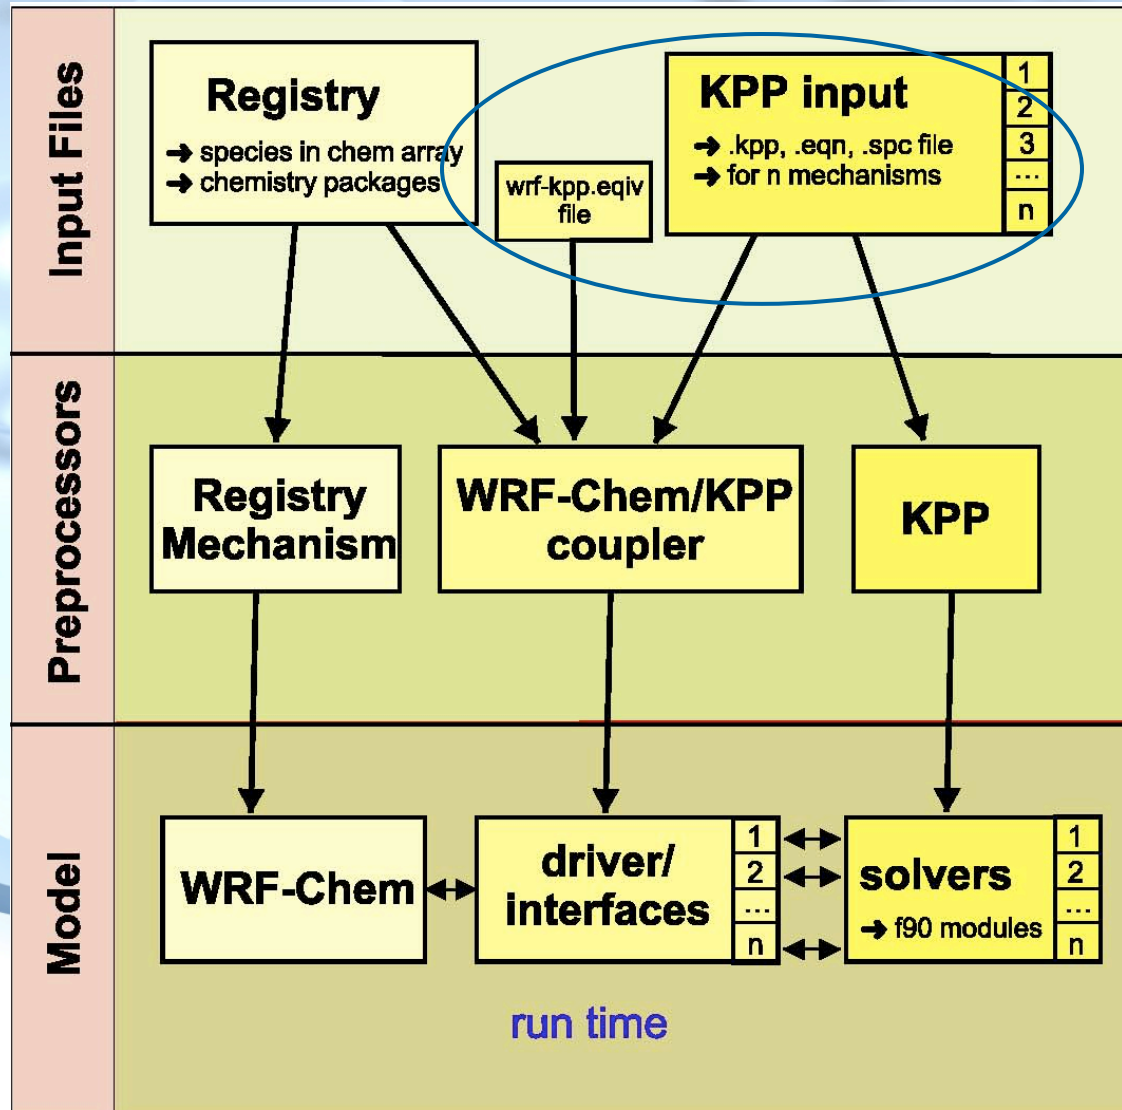 Input Files
Registry
➔ species in chem array
➔ chemistry packages
wrf-kpp.eqiv
file
KPP input
➔ .kpp, .eqn, .spc file
➔ for n mechanisms
1
2
3
...
n
Preprocessors
Registry
Mechanism
WRF-Chem/KPP
coupler
KPP
Model
WRF-Chem
driver/
interfaces
1
2
...
n
solvers
➔ f90 modules
1
2
...
n
run time